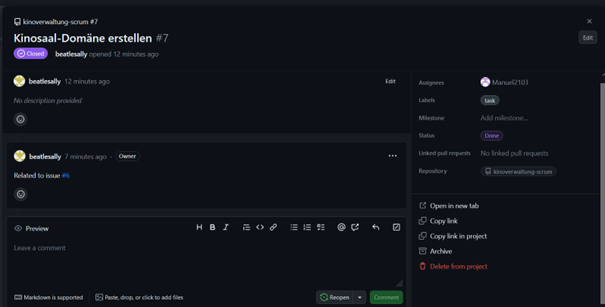 kinoverwaltung-scrum #7
Kinosaal-Domäne erstellen #7
Edit
Closed beatlesally opened 12 minutes ago
beatlesally 12 minutes ago Edit
No description provided
beatlesally 7 minutes ago · Owner
Related to issue #6
Preview
Leave a comment
Markdown is supported
Paste, drop, or click to add files
Reopen
Comment
Assignees Manuel2103
Labels task
Milestone Add milestone...
Status Done
Linked pull requests No linked pull requests
Repository kinoverwaltung-scrum
Open in new tab
Copy link
Copy link in project
Archive
Delete from project